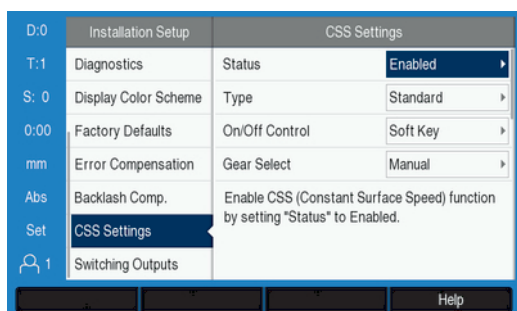 D:0
T:1
S: 0
0:00
mm
Abs
Set
1
Installation Setup
Diagnostics
Display Color Scheme
Factory Defaults
Error Compensation
Backlash Comp.
CSS Settings
Switching Outputs
CSS Settings
Status Enabled
Type Standard
On/Off Control Soft Key
Gear Select Manual
Enable CSS (Constant Surface Speed) function
by setting "Status" to Enabled.
Help